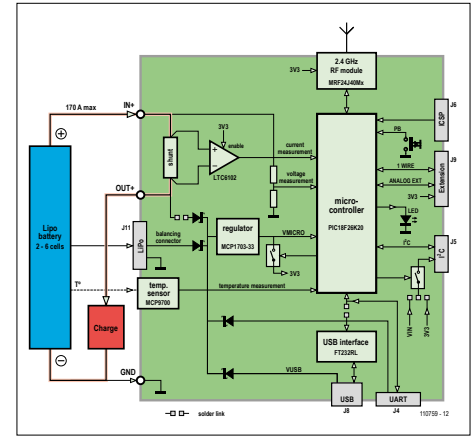 2.4 GHz
RF module
MRF24J40Mx
3V3
170 A max
IN+
J6
ICSP
3V3
enable
PB
shunt
LTC6102
current
measurement
1 WIRE
J9
Extension
voltage
measurement
ANALOG EXT
OUT+
micro-
controller
PIC18F26K20
3V3
LED
Lipo
battery
2 - 6 cells
J11
LiPo
balancing
connector
regulator
MCP1703-33
VMICRO
I²C
J5
I²C
3V3
T°
temp.
sensor
MCP9700
temperature measurement
VIN
3V3
Charge
USB interface
FT232RL
GND
VUSB
USB
UART
solder link
J8
J4
110759 - 12